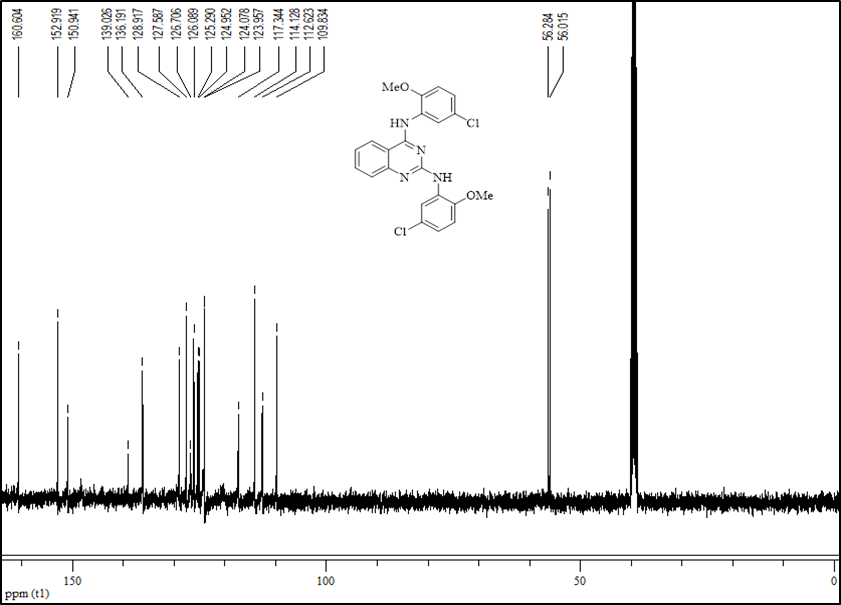 160.604
152.919
150.941
139.026
136.191
128.917
127.587
126.706
126.089
125.290
124.952
124.078
123.957
117.344
114.128
112.623
109.834
56.284
56.015
MeO
HN
Cl
N
N
NH
OMe
Cl
150
100
50
0
ppm (t1)